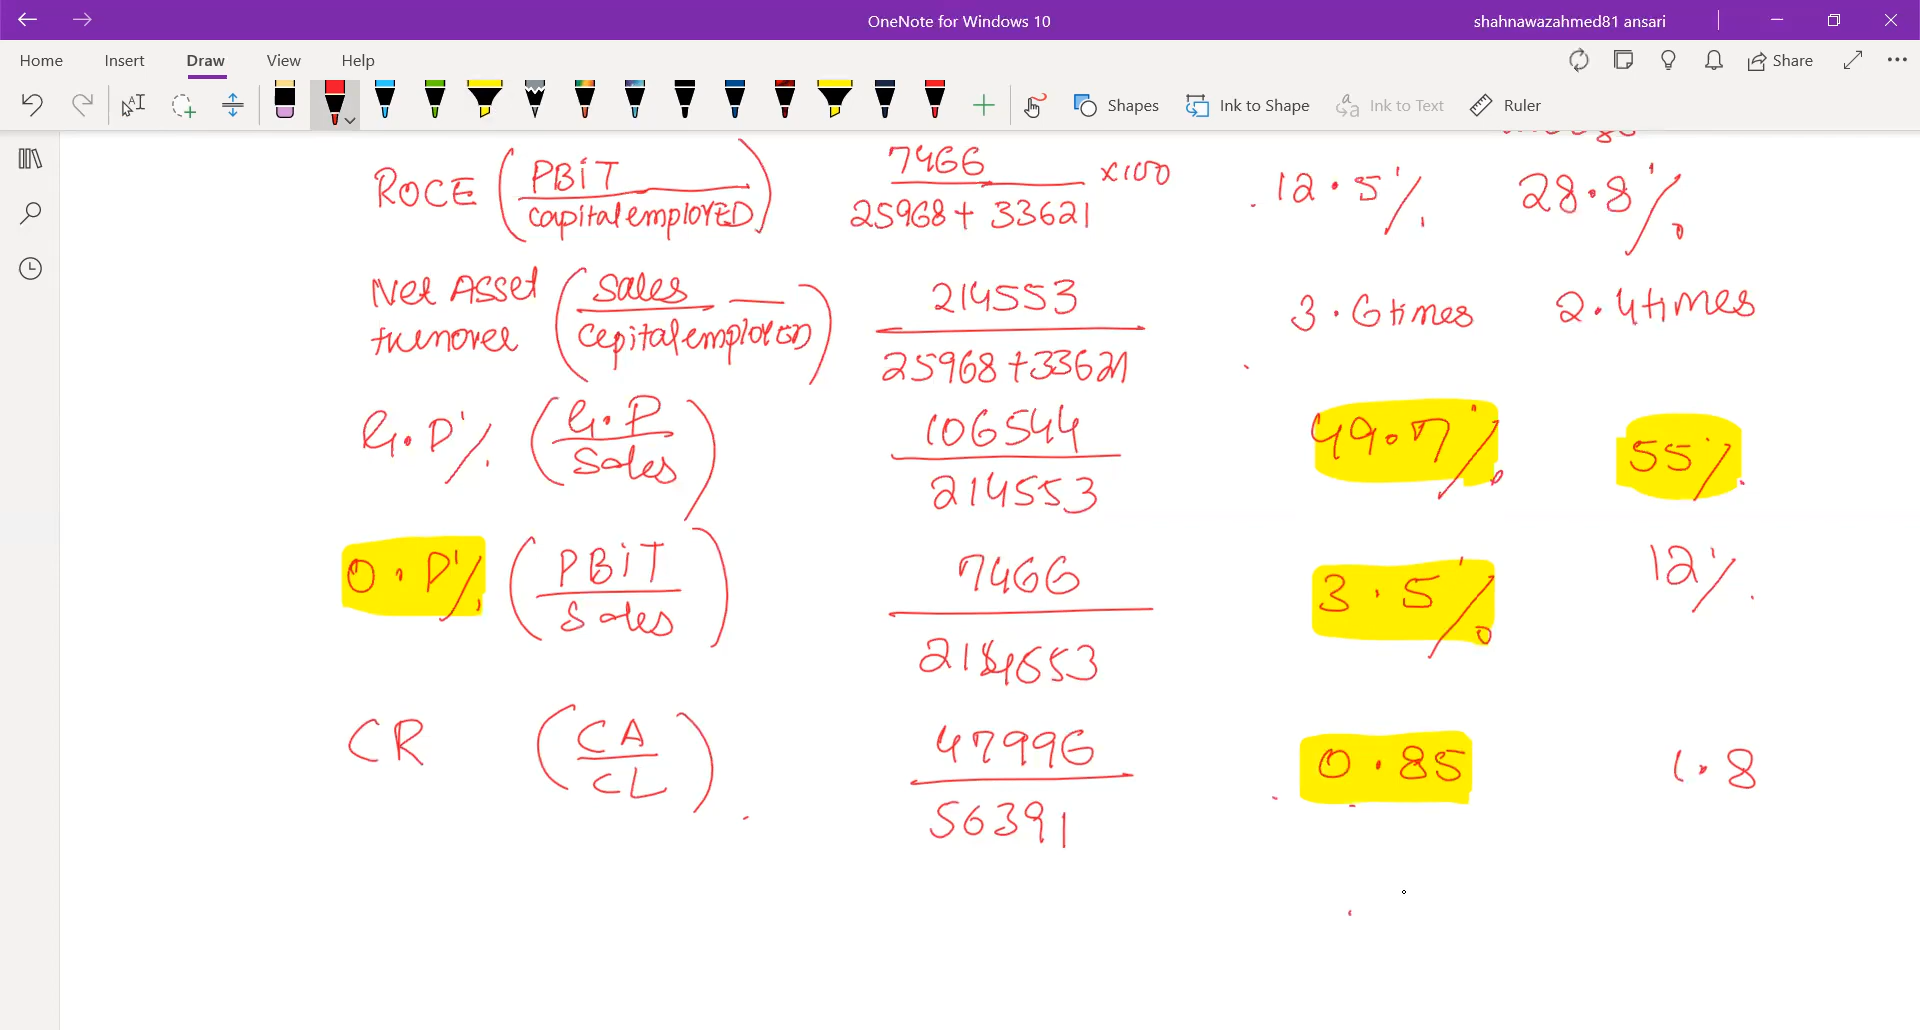 OneNote for Windows 10
shahnawazahmed81 ansari
Home Insert Draw View Help
Share
Shapes Ink to Shape Ink to Text Ruler
ROCE (PBiT / capital employED) 7466 / 25968 + 33621 ×100 12.5% 28.8%
Net Asset turnover (Sales / Cepital employED) 214553 / 25968 + 33621 3.6 times 2.4 times
G.P% (G.P / Sales) 106544 / 214553 49.7% 55%
O.P% (PBiT / Sales) 7466 / 214553 3.5% 12%
CR (CA / CL) 47996 / 56391 0.85 1.8